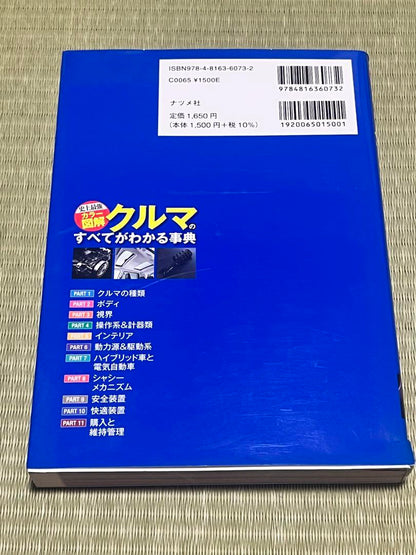 ISBN978-4-8163-6073-2
C0065 ¥1500E
ナツメ社
定価 1,650 円
（本体 1,500 円＋税 10%）
9784816360732
1920065015001
史上最強
カラー
図解
クルマの
すべてがわかる事典
PART 1 クルマの種類
PART 2 ボディ
PART 3 視界
PART 4 操作系&計器類
PART 5 インテリア
PART 6 動力源&駆動系
PART 7 ハイブリッド車と
電気自動車
PART 8 シャシー
メカニズム
PART 9 安全装置
PART 10 快適装置
PART 11 購入と
維持管理